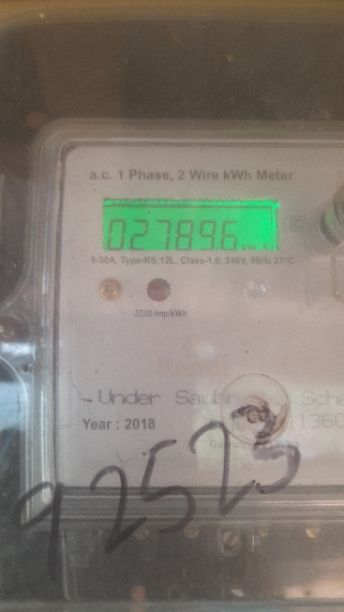 a.c. 1 Phase, 2 Wire kWh Meter
027896
5-30A, Type-RS:12L, Class-1.0, 240V, 50Hz 27°C
3200 imp/kWh
Under
Year : 2018
92523